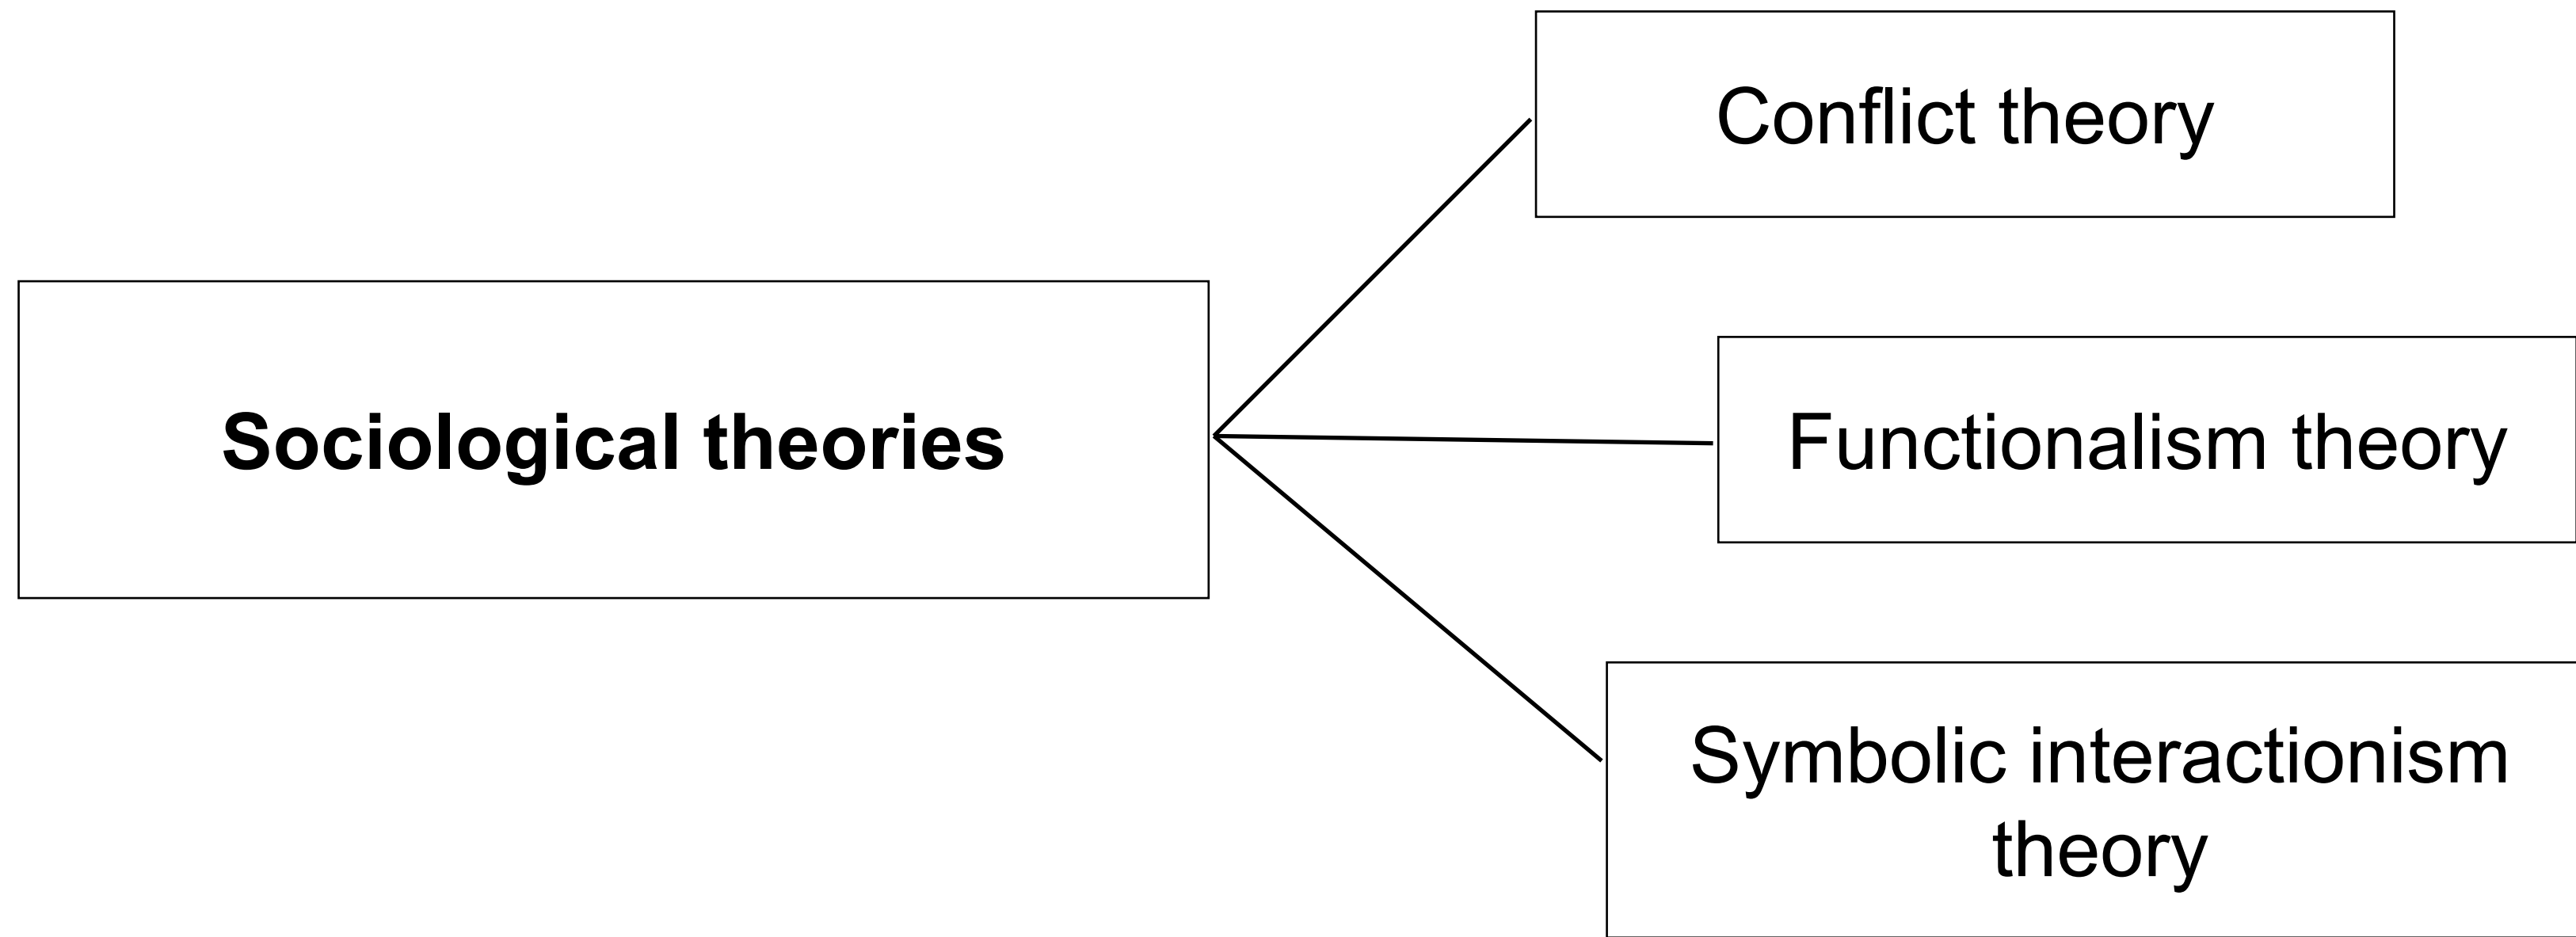 Conflict theory
Sociological theories
Functionalism theory
Symbolic interactionism
theory